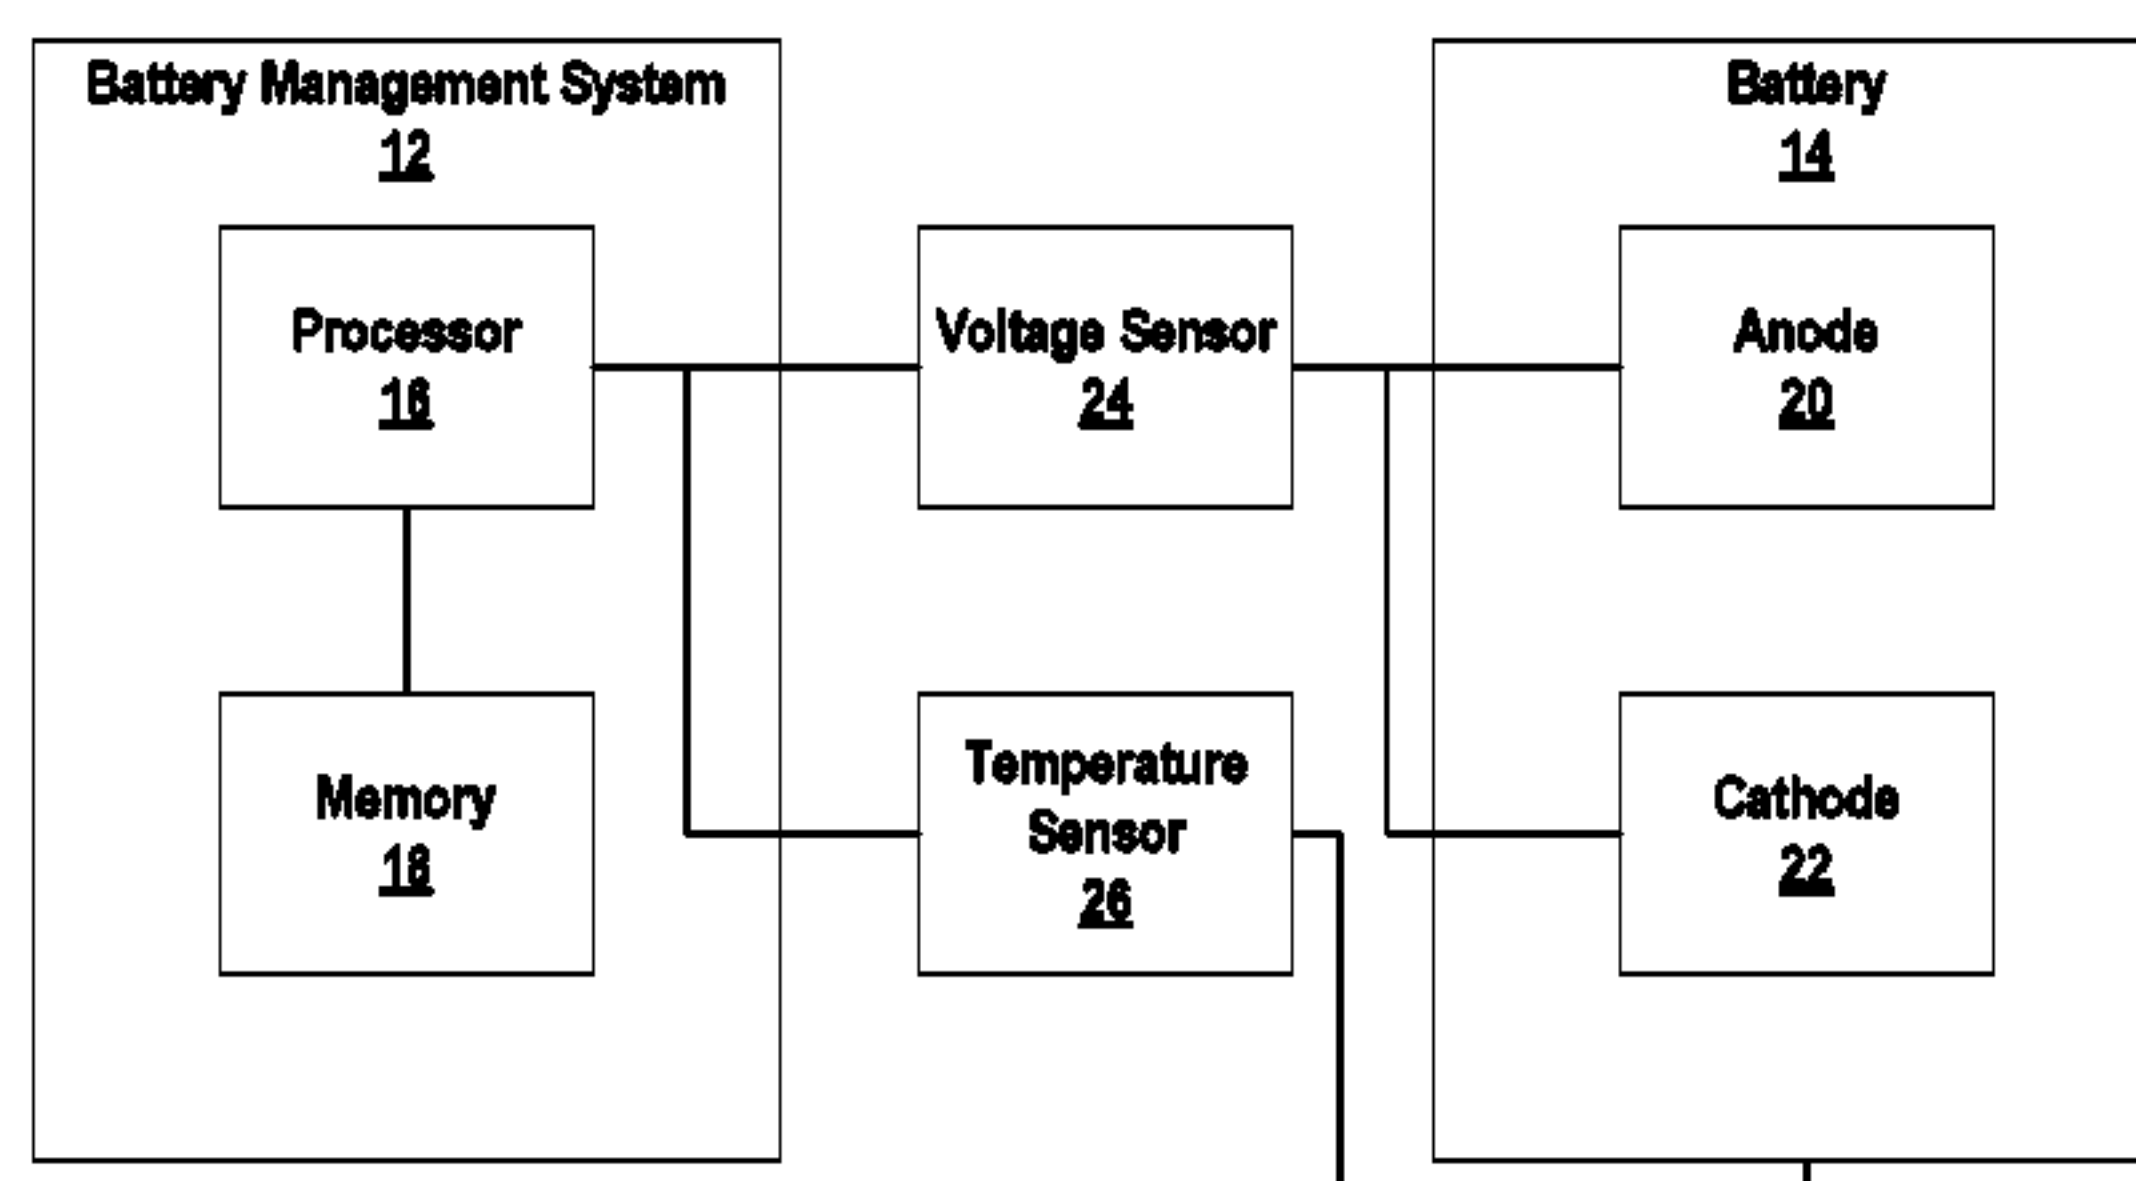 Battery Management System
12
Battery
14
Processor
16
Voltage Sensor
24
Anode
20
Memory
18
Temperature
Sensor
26
Cathode
22